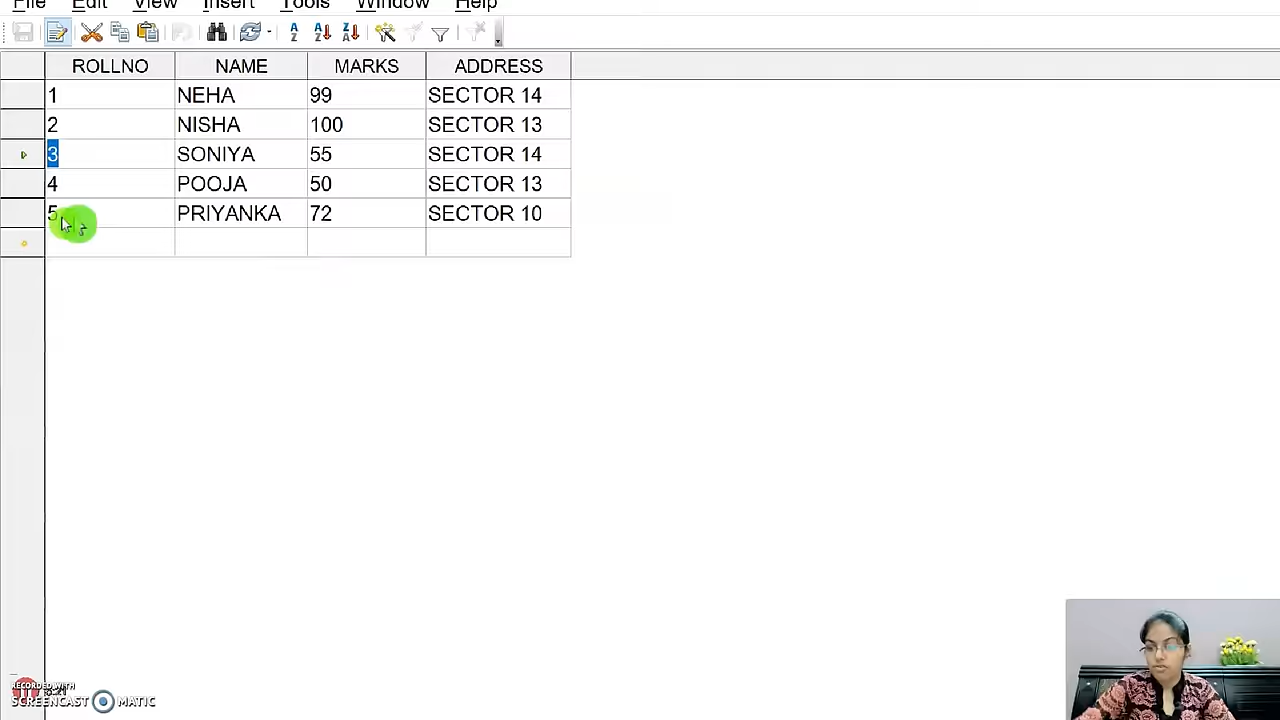 File Edit View Insert Tools Window Help
ROLLNO NAME MARKS ADDRESS
1 NEHA 99 SECTOR 14
2 NISHA 100 SECTOR 13
3 SONIYA 55 SECTOR 14
4 POOJA 50 SECTOR 13
5 PRIYANKA 72 SECTOR 10
RECORDED WITH
SCREENCAST MATIC